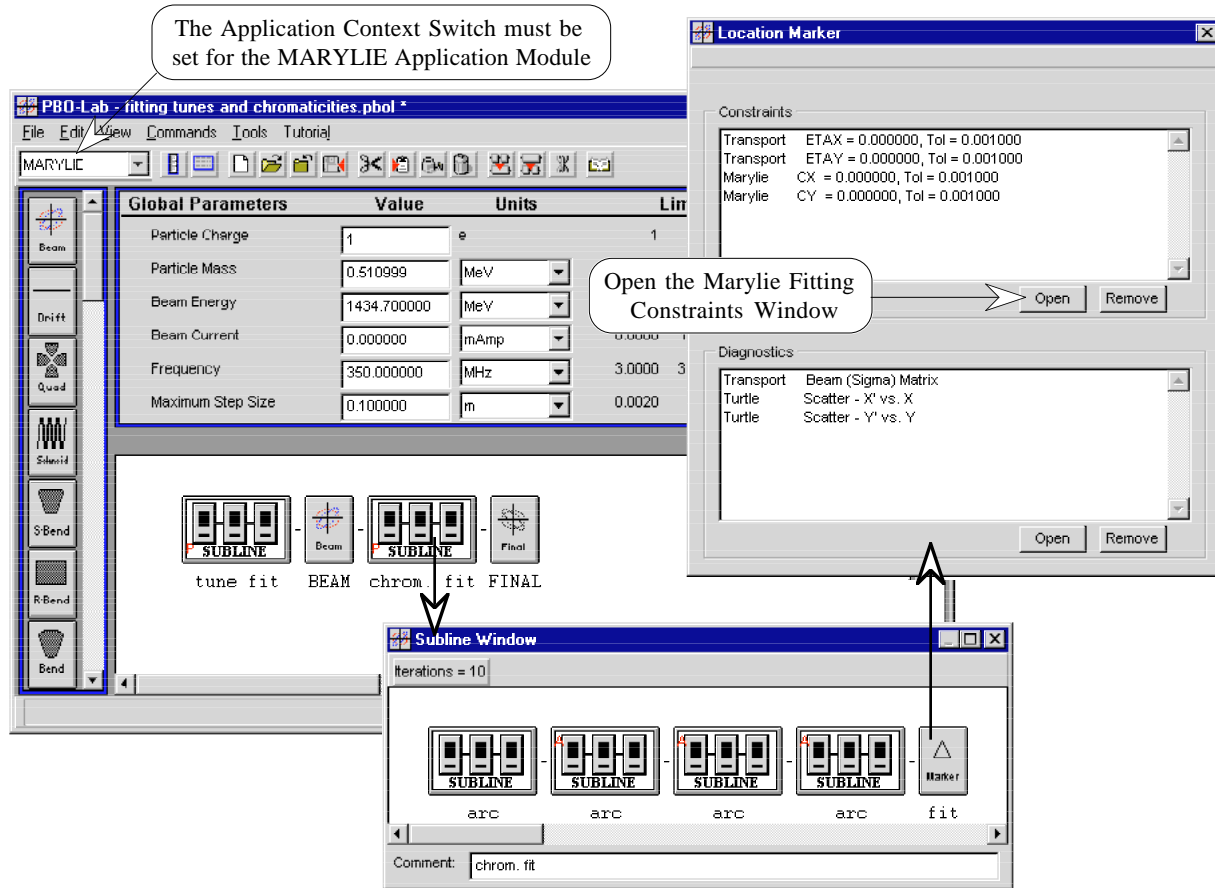 The Application Context Switch must be
set for the MARYLIE Application Module
PBO-Lab - fitting tunes and chromaticities.pbol *
File Edit View Commands Tools Tutorial
MARYLIE
Beam
Drift
Quad
Solenoid
S-Bend
R-Bend
Bend
Global Parameters Value Units Lim
Particle Charge 1 e 1
Particle Mass 0.510999 MeV
Beam Energy 1434.700000 MeV
Beam Current 0.000000 mAmp 0.0000 1
Frequency 350.000000 MHz 3.0000 3
Maximum Step Size 0.100000 m 0.0020
P SUBLINE
Beam
P SUBLINE
Final
tune fit BEAM chrom. fit FINAL
Location Marker
Constraints
Transport ETAX = 0.000000, Tol = 0.001000
Transport ETAY = 0.000000, Tol = 0.001000
Marylie CX = 0.000000, Tol = 0.001000
Marylie CY = 0.000000, Tol = 0.001000
Open the Marylie Fitting
Constraints Window
Open Remove
Diagnostics
Transport Beam (Sigma) Matrix
Turtle Scatter - X' vs. X
Turtle Scatter - Y' vs. Y
Open Remove
Subline Window
Iterations = 10
SUBLINE
A SUBLINE
A SUBLINE
A SUBLINE
Marker
arc arc arc arc fit
Comment: chrom. fit